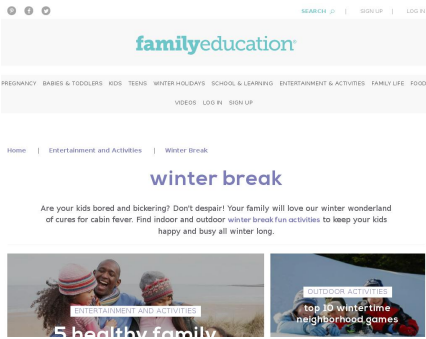 SEARCH | SIGN UP | LOG IN
familyeducation
PREGNANCY BABIES & TODDLERS KIDS TEENS WINTER HOLIDAYS SCHOOL & LEARNING ENTERTAINMENT & ACTIVITIES FAMILY LIFE FOOD
VIDEOS LOG IN SIGN UP
Home | Entertainment and Activities | Winter Break
winter break
Are your kids bored and bickering? Don't despair! Your family will love our winter wonderland
of cures for cabin fever. Find indoor and outdoor winter break fun activities to keep your kids
happy and busy all winter long.
ENTERTAINMENT AND ACTIVITIES
5 healthy family
OUTDOOR ACTIVITIES
top 10 wintertime
neighborhood games